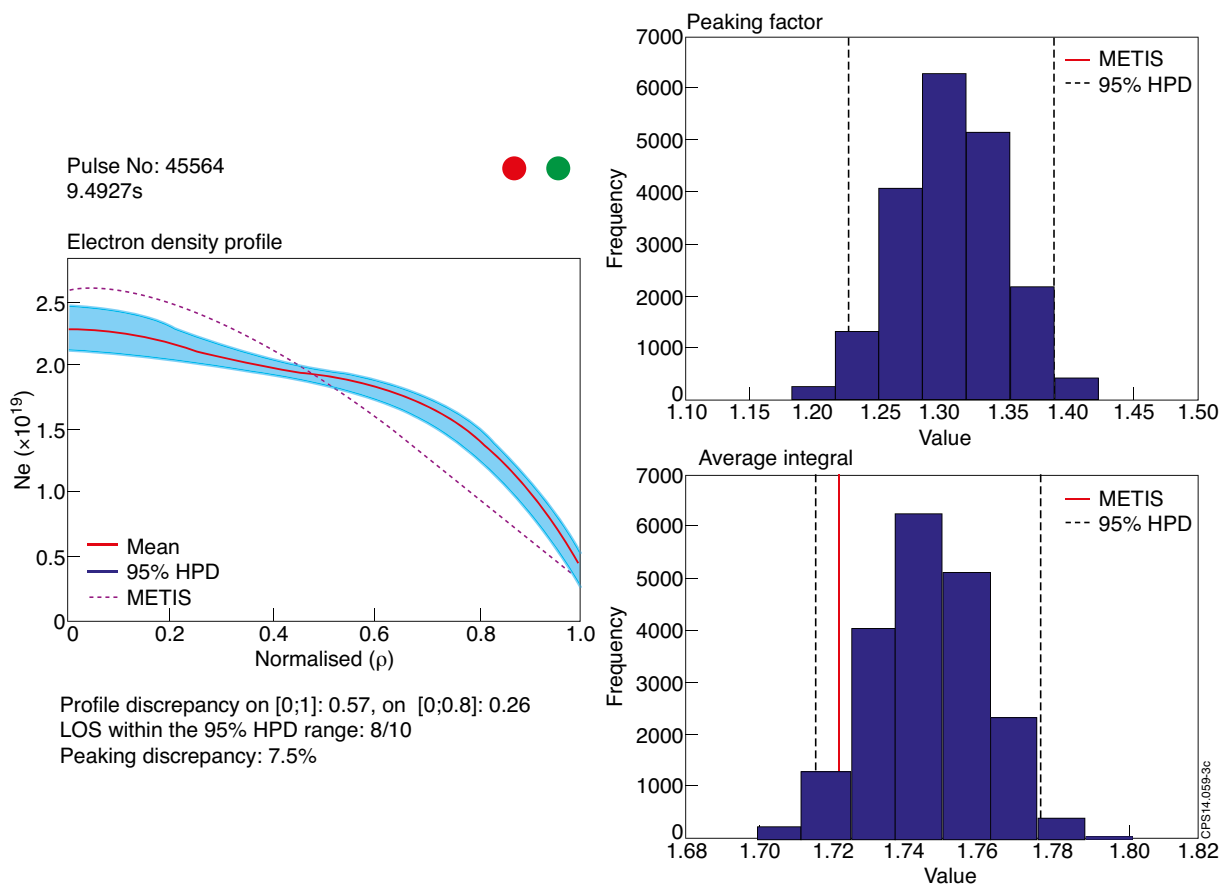 Pulse No: 45564
9.4927s
Electron density profile
Ne (×10¹⁹)
2.5
2.0
1.5
1.0
0.5
0
Mean
95% HPD
METIS
0 0.2 0.4 0.6 0.8 1.0
Normalised (ρ)
Profile discrepancy on [0;1]: 0.57, on [0;0.8]: 0.26
LOS within the 95% HPD range: 8/10
Peaking discrepancy: 7.5%
Peaking factor
Frequency
7000
6000
5000
4000
3000
2000
1000
0
METIS
95% HPD
1.10 1.15 1.20 1.25 1.30 1.35 1.40 1.45 1.50
Value
Average integral
Frequency
7000
6000
5000
4000
3000
2000
1000
0
METIS
95% HPD
1.68 1.70 1.72 1.74 1.76 1.78 1.80 1.82
Value
CPS14.059-3c